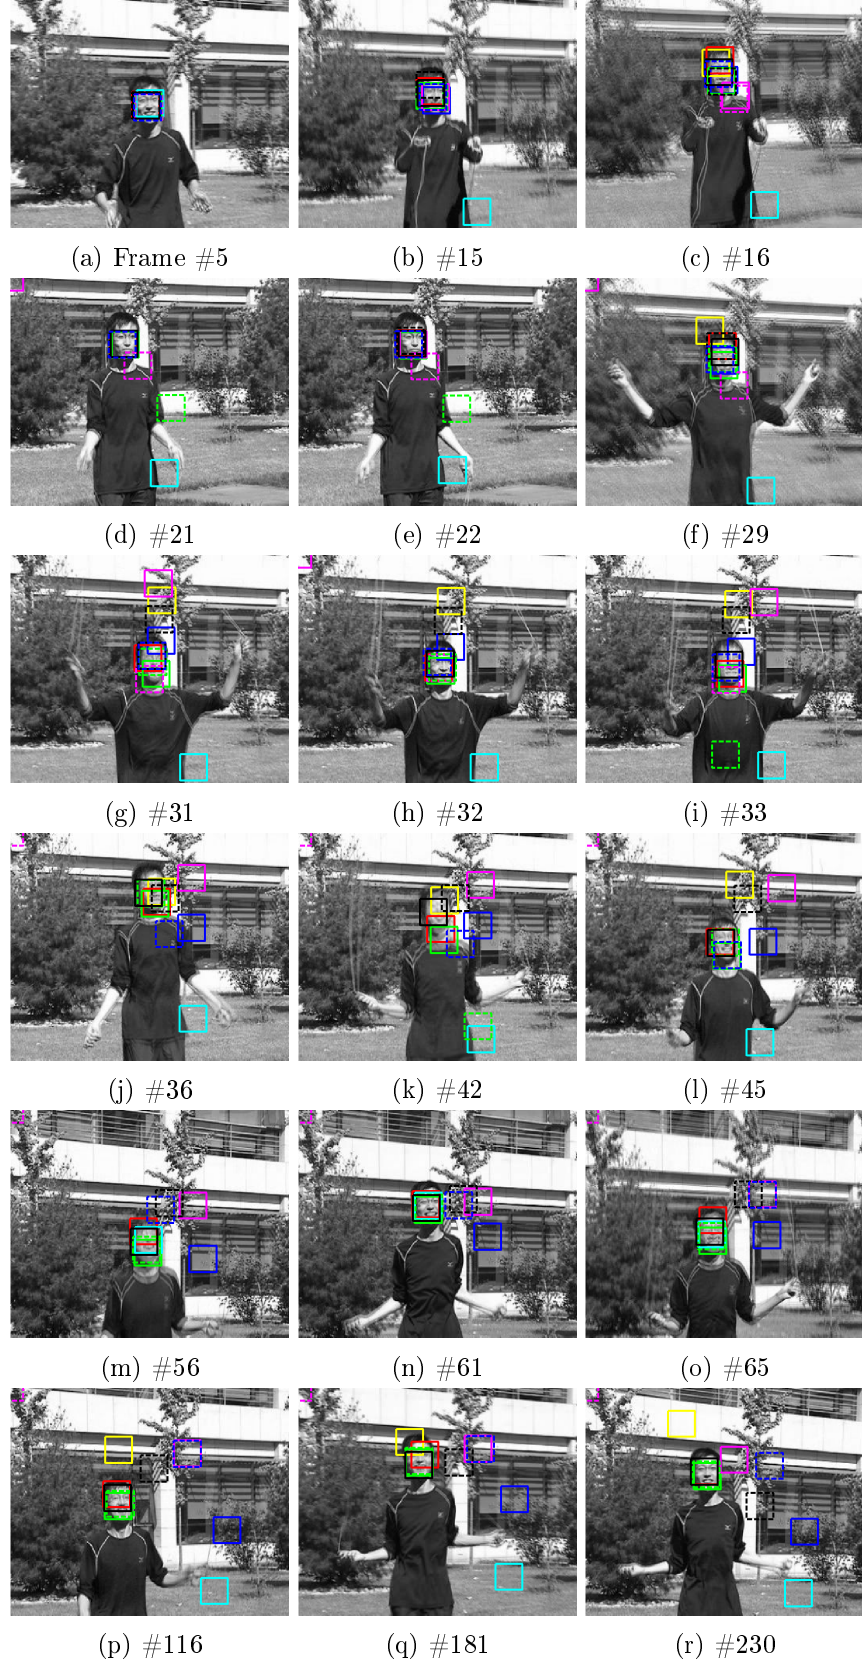 (a) Frame #5
(b) #15
(c) #16
(d) #21
(e) #22
(f) #29
(g) #31
(h) #32
(i) #33
(j) #36
(k) #42
(l) #45
(m) #56
(n) #61
(o) #65
(p) #116
(q) #181
(r) #230